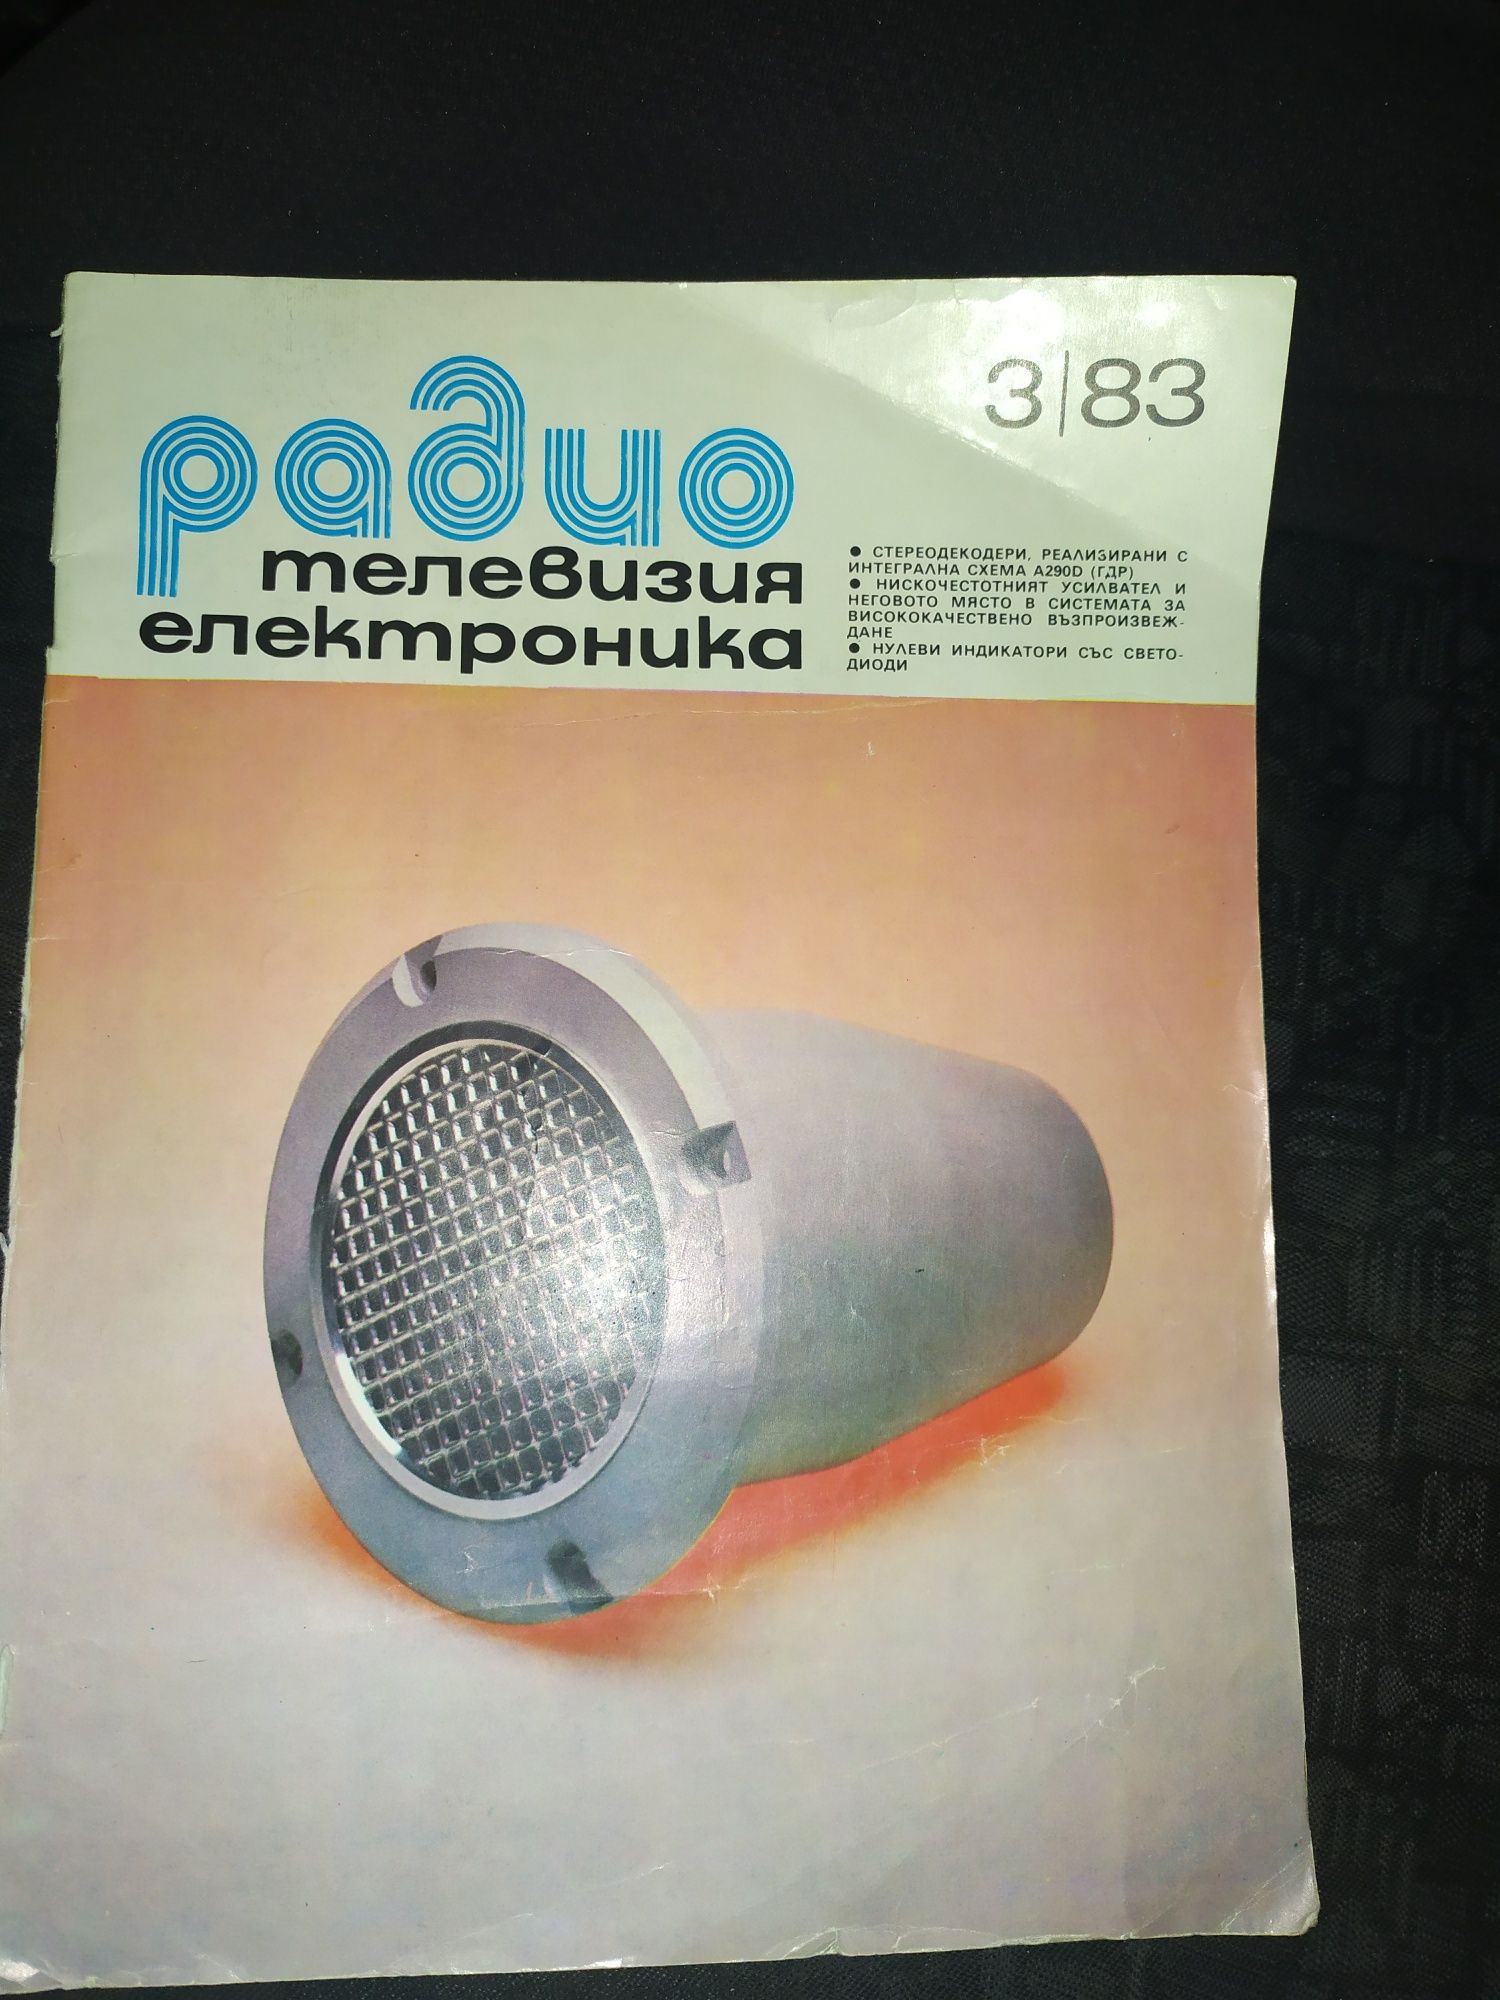 3|83
радио
телевизия
електроника
● СТЕРЕОДЕКОДЕРИ, РЕАЛИЗИРАНИ С
ИНТЕГРАЛНА СХЕМА A290D (ГДР)
● НИСКОЧЕСТОТНИЯТ УСИЛВАТЕЛ И
НЕГОВОТО МЯСТО В СИСТЕМАТА ЗА
ВИСОКОКАЧЕСТВЕНО ВЪЗПРОИЗВЕЖ-
ДАНЕ
● НУЛЕВИ ИНДИКАТОРИ СЪС СВЕТО-
ДИОДИ